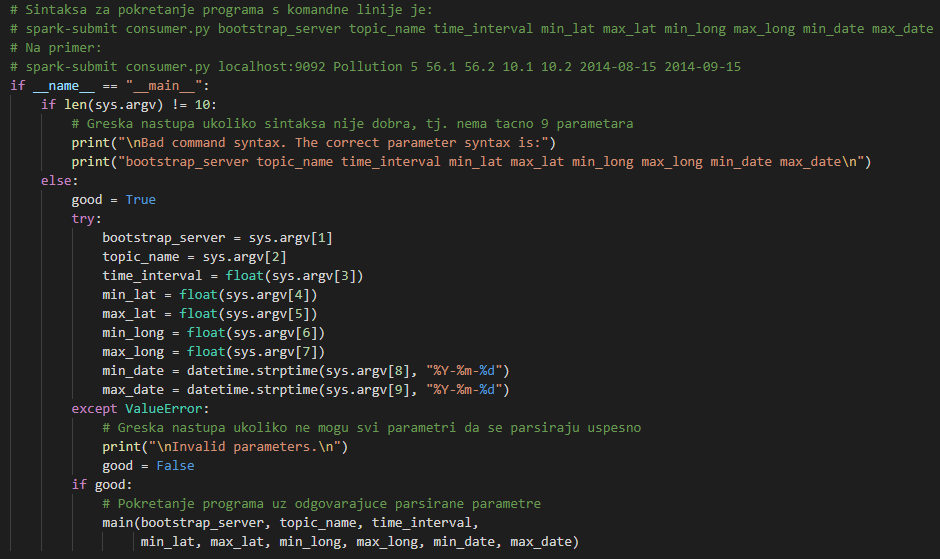 # Sintaksa za pokretanje programa s komandne linije je:
# spark-submit consumer.py bootstrap_server topic_name time_interval min_lat max_lat min_long max_long min_date max_date
# Na primer:
# spark-submit consumer.py localhost:9092 Pollution 5 56.1 56.2 10.1 10.2 2014-08-15 2014-09-15
if __name__ == "__main__":
    if len(sys.argv) != 10:
        # Greska nastupa ukoliko sintaksa nije dobra, tj. nema tacno 9 parametara
        print("\nBad command syntax. The correct parameter syntax is:")
        print("bootstrap_server topic_name time_interval min_lat max_lat min_long max_long min_date max_date\n")
    else:
        good = True
        try:
            bootstrap_server = sys.argv[1]
            topic_name = sys.argv[2]
            time_interval = float(sys.argv[3])
            min_lat = float(sys.argv[4])
            max_lat = float(sys.argv[5])
            min_long = float(sys.argv[6])
            max_long = float(sys.argv[7])
            min_date = datetime.strptime(sys.argv[8], "%Y-%m-%d")
            max_date = datetime.strptime(sys.argv[9], "%Y-%m-%d")
        except ValueError:
            # Greska nastupa ukoliko ne mogu svi parametri da se parsiraju uspesno
            print("\nInvalid parameters.\n")
            good = False
        if good:
            # Pokretanje programa uz odgovarajuce parsirane parametre
            main(bootstrap_server, topic_name, time_interval,
                 min_lat, max_lat, min_long, max_long, min_date, max_date)